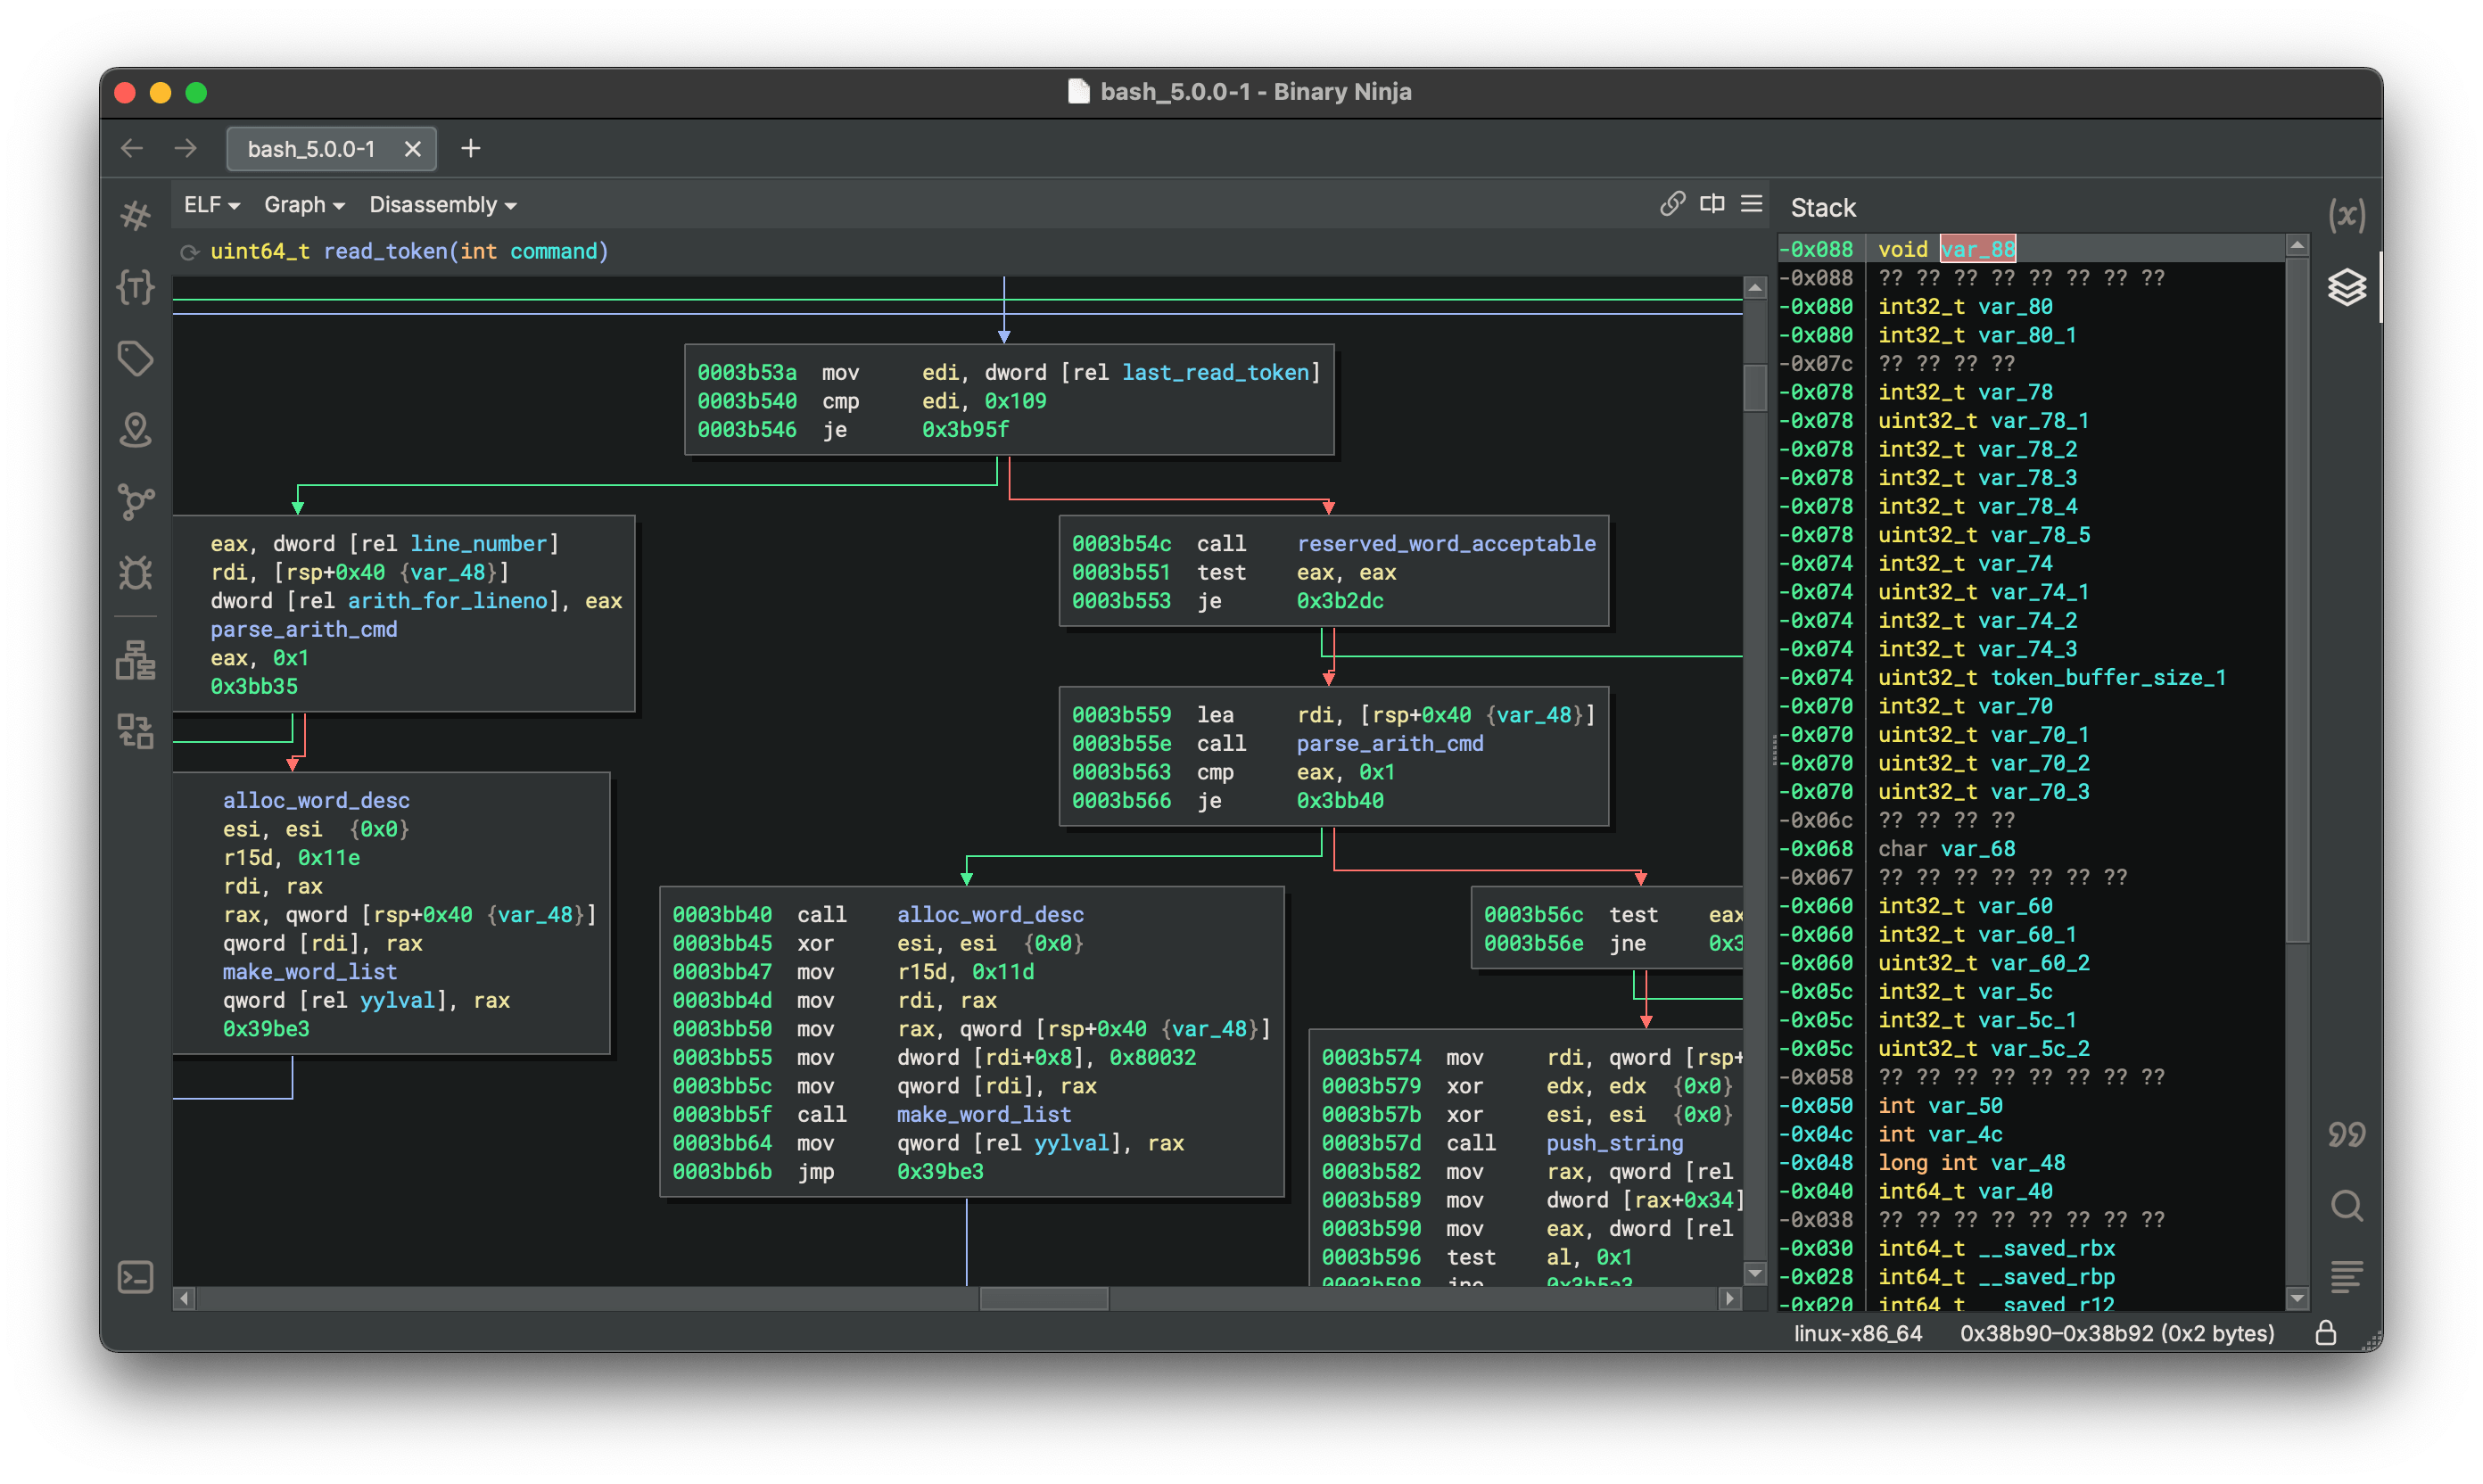 bash_5.0.0-1 - Binary Ninja
bash_5.0.0-1
ELF Graph Disassembly
uint64_t read_token(int command)
0003b53a mov edi, dword [rel last_read_token]
0003b540 cmp edi, 0x109
0003b546 je 0x3b95f
eax, dword [rel line_number]
rdi, [rsp+0x40 {var_48}]
dword [rel arith_for_lineno], eax
parse_arith_cmd
eax, 0x1
0x3bb35
0003b54c call reserved_word_acceptable
0003b551 test eax, eax
0003b553 je 0x3b2dc
0003b559 lea rdi, [rsp+0x40 {var_48}]
0003b55e call parse_arith_cmd
0003b563 cmp eax, 0x1
0003b566 je 0x3bb40
alloc_word_desc
esi, esi {0x0}
r15d, 0x11e
rdi, rax
rax, qword [rsp+0x40 {var_48}]
qword [rdi], rax
make_word_list
qword [rel yylval], rax
0x39be3
0003bb40 call alloc_word_desc
0003bb45 xor esi, esi {0x0}
0003bb47 mov r15d, 0x11d
0003bb4d mov rdi, rax
0003bb50 mov rax, qword [rsp+0x40 {var_48}]
0003bb55 mov dword [rdi+0x8], 0x80032
0003bb5c mov qword [rdi], rax
0003bb5f call make_word_list
0003bb64 mov qword [rel yylval], rax
0003bb6b jmp 0x39be3
0003b56c test eax
0003b56e jne 0x3
0003b574 mov rdi, qword [rsp+
0003b579 xor edx, edx {0x0}
0003b57b xor esi, esi {0x0}
0003b57d call push_string
0003b582 mov rax, qword [rel
0003b589 mov dword [rax+0x34]
0003b590 mov eax, dword [rel
0003b596 test al, 0x1
0003b598 jne 0x3b5a3
Stack
-0x088 void var_88
-0x088 ?? ?? ?? ?? ?? ?? ?? ??
-0x080 int32_t var_80
-0x080 int32_t var_80_1
-0x07c ?? ?? ?? ??
-0x078 int32_t var_78
-0x078 uint32_t var_78_1
-0x078 int32_t var_78_2
-0x078 int32_t var_78_3
-0x078 int32_t var_78_4
-0x078 uint32_t var_78_5
-0x074 int32_t var_74
-0x074 uint32_t var_74_1
-0x074 int32_t var_74_2
-0x074 int32_t var_74_3
-0x074 uint32_t token_buffer_size_1
-0x070 int32_t var_70
-0x070 uint32_t var_70_1
-0x070 uint32_t var_70_2
-0x070 uint32_t var_70_3
-0x06c ?? ?? ?? ??
-0x068 char var_68
-0x067 ?? ?? ?? ?? ?? ?? ??
-0x060 int32_t var_60
-0x060 int32_t var_60_1
-0x060 uint32_t var_60_2
-0x05c int32_t var_5c
-0x05c int32_t var_5c_1
-0x05c uint32_t var_5c_2
-0x058 ?? ?? ?? ?? ?? ?? ?? ??
-0x050 int var_50
-0x04c int var_4c
-0x048 long int var_48
-0x040 int64_t var_40
-0x038 ?? ?? ?? ?? ?? ?? ?? ??
-0x030 int64_t __saved_rbx
-0x028 int64_t __saved_rbp
-0x020 int64_t __saved_r12
linux-x86_64 0x38b90–0x38b92 (0x2 bytes)